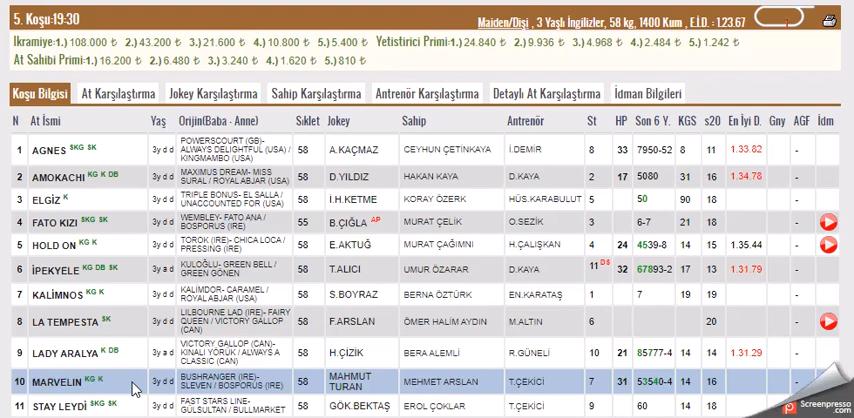 5. Koşu:19:30 Maiden/Dişi , 3 Yaşlı İngilizler, 58 kg, 1400 Kum , E.İ.D. : 1.23.67
İkramiye:1.) 108.000 ₺ 2.) 43.200 ₺ 3.) 21.600 ₺ 4.) 10.800 ₺ 5.) 5.400 ₺ Yetistirici Primi:1.) 24.840 ₺ 2.) 9.936 ₺ 3.) 4.968 ₺ 4.) 2.484 ₺ 5.) 1.242 ₺
At Sahibi Primi:1.) 16.200 ₺ 2.) 6.480 ₺ 3.) 3.240 ₺ 4.) 1.620 ₺ 5.) 810 ₺
Koşu Bilgisi At Karşılaştırma Jokey Karşılaştırma Sahip Karşılaştırma Antrenör Karşılaştırma Detaylı At Karşılaştırma İdman Bilgileri
N At İsmi Yaş Orijin(Baba - Anne) Sıklet Jokey Sahip Antrenör St HP Son 6 Y. KGS s20 En İyi D. Gny AGF İdm
POWERSCOURT (GB)-
1 AGNES SKG SK 3y d d ALWAYS DELIGHTFUL (USA) / 58 A.KAÇMAZ CEYHUN ÇETİNKAYA İ.DEMİR 8 33 7950-52 8 11 1.33.82 -
KINGMAMBO (USA)
2 AMOKACHI KG K DB 3y d d MAXIMUS DREAM- MISS 58 D.YILDIZ HAKAN KAYA D.KAYA 2 17 5080 31 16 1.34.78 -
SURAL / ROYAL ABJAR (USA)
3 ELGİZ K 3y d d TRIPLE BONUS- EL SALLA / 58 İ.H.KETME KORAY ÖZERK HÜS.KARABULUT 5 50 90 18 -
UNACCOUNTED FOR (USA)
4 FATO KIZI SKG SK 3y d d WEMBLEY- FATO ANA / 55 B.ÇIĞLA AP MURAT ÇELİK O.SEZİK 3 6-7 21 18 -
BOSPORUS (IRE)
5 HOLD ON KG K 3y d d TOROK (IRE)- CHICA LOCA / 58 E.AKTUĞ MURAT ÇAĞIMNI H.ÇALIŞKAN 4 24 4539-8 14 15 1.35.44 -
PRESSING (IRE)
6 İPEKYELE KG DB SK 3y a d KULOĞLU- GREEN BELL / 58 T.ALICI UMUR ÖZARAR D.KAYA 11 DS 32 67893-2 17 13 1.31.79 -
GREEN GÖNEN
7 KALİMNOS KG K 3y d d KALİMDOR- CARAMEL / 58 S.BOYRAZ BERNA ÖZTÜRK EN.KARATAŞ 1 7 19 19 -
ROYAL ABJAR (USA)
LILBOURNE LAD (IRE)- FAIRY
8 LA TEMPESTA SK 3y d d QUEEN / VICTORY GALLOP 58 F.ARSLAN ÖMER HALİM AYDIN M.ALTIN 6 20 -
(CAN)
VICTORY GALLOP (CAN)-
9 LADY ARALYA K DB 3y a d KINALI YORUK / ALWAYS A 58 H.ÇİZİK BERA ALEMLİ R.GÜNELİ 10 21 85777-4 14 14 1.31.29 -
CLASSIC (CAN)
10 MARVELIN KG K 3y d d BUSHRANGER (IRE)- 58 MAHMUT TURAN MEHMET ARSLAN T.ÇEKİCİ 7 31 53540-4 14 16 -
SLEVEN / BOSPORUS (IRE)
11 STAY LEYDİ SKG SK 3y d d FAST STARS LINE- 58 GÖK.BEKTAŞ EROL ÇOKLAR T.ÇEKİCİ 9 60 14 18 -
GÜLSULTAN / BULLMARKET
Screenpresso
.com